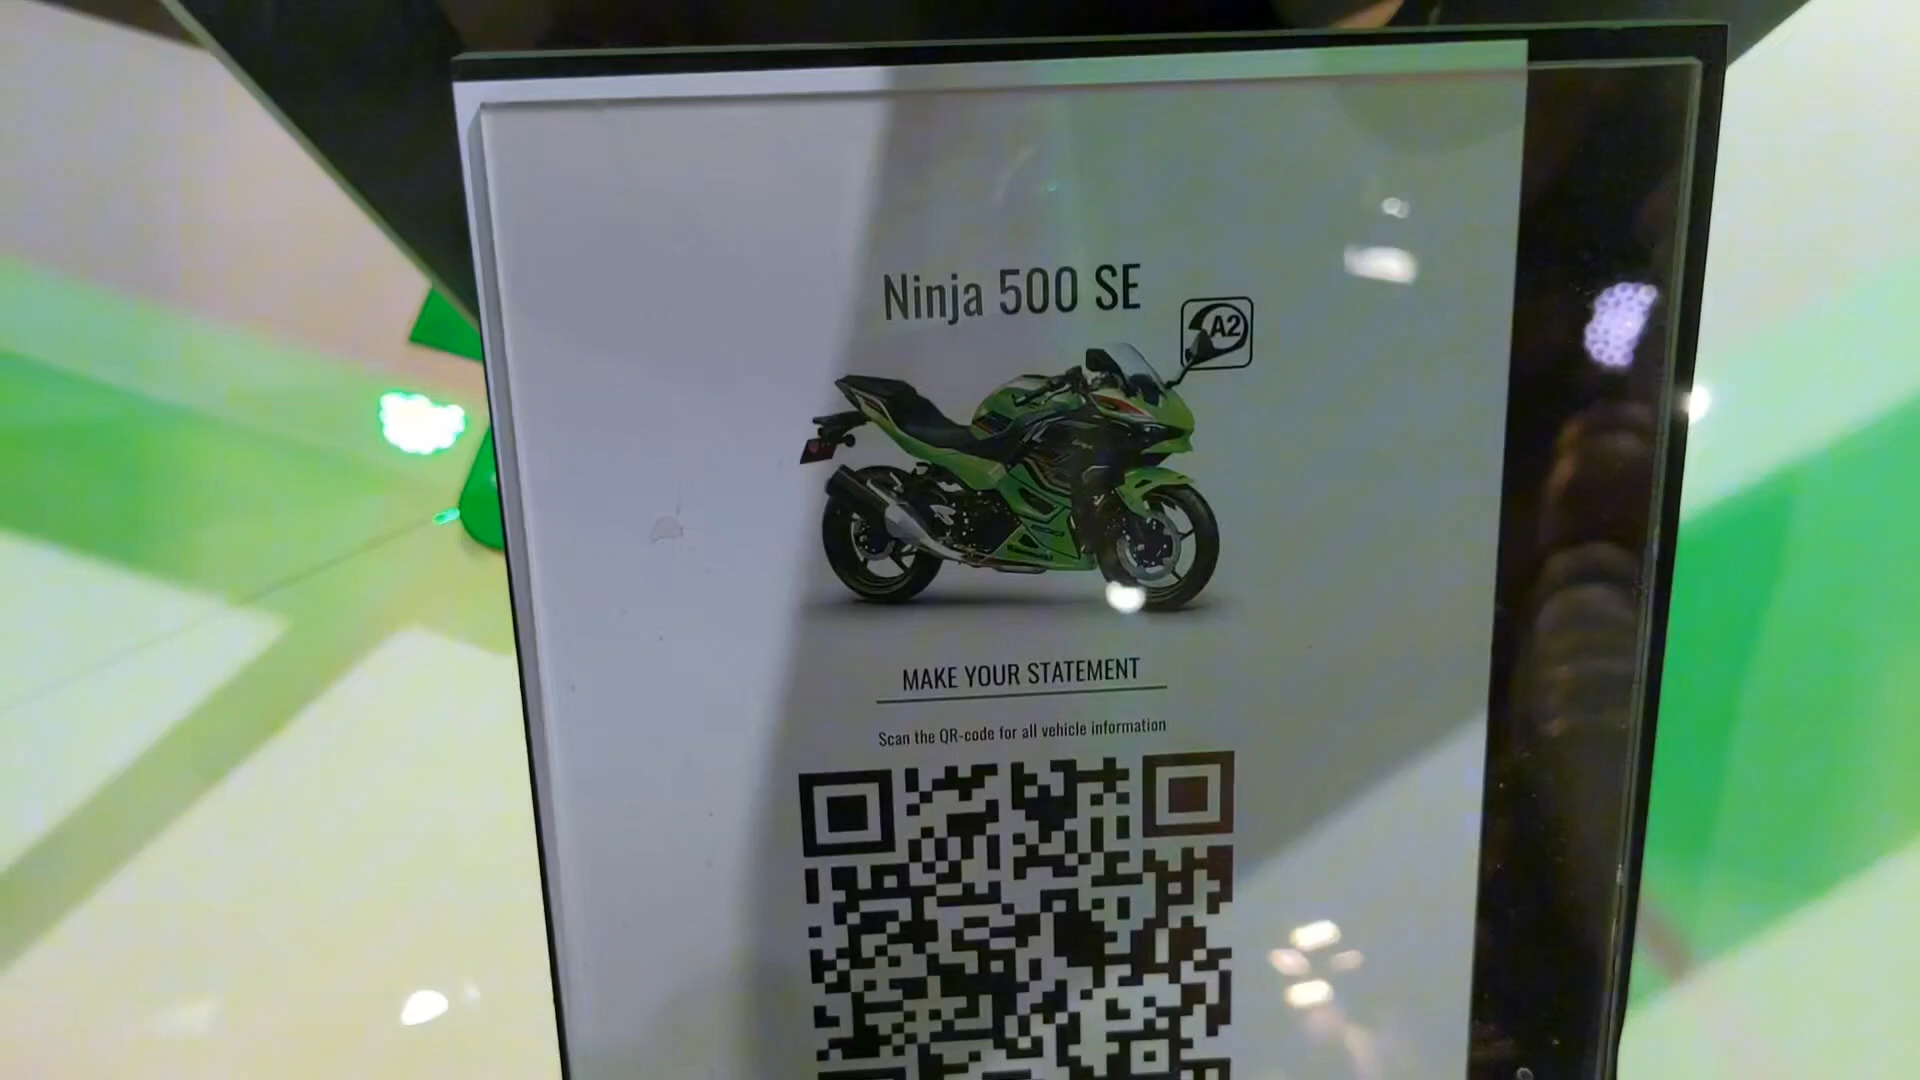 Ninja 500 SE
A2
MAKE YOUR STATEMENT
Scan the QR-code for all vehicle information